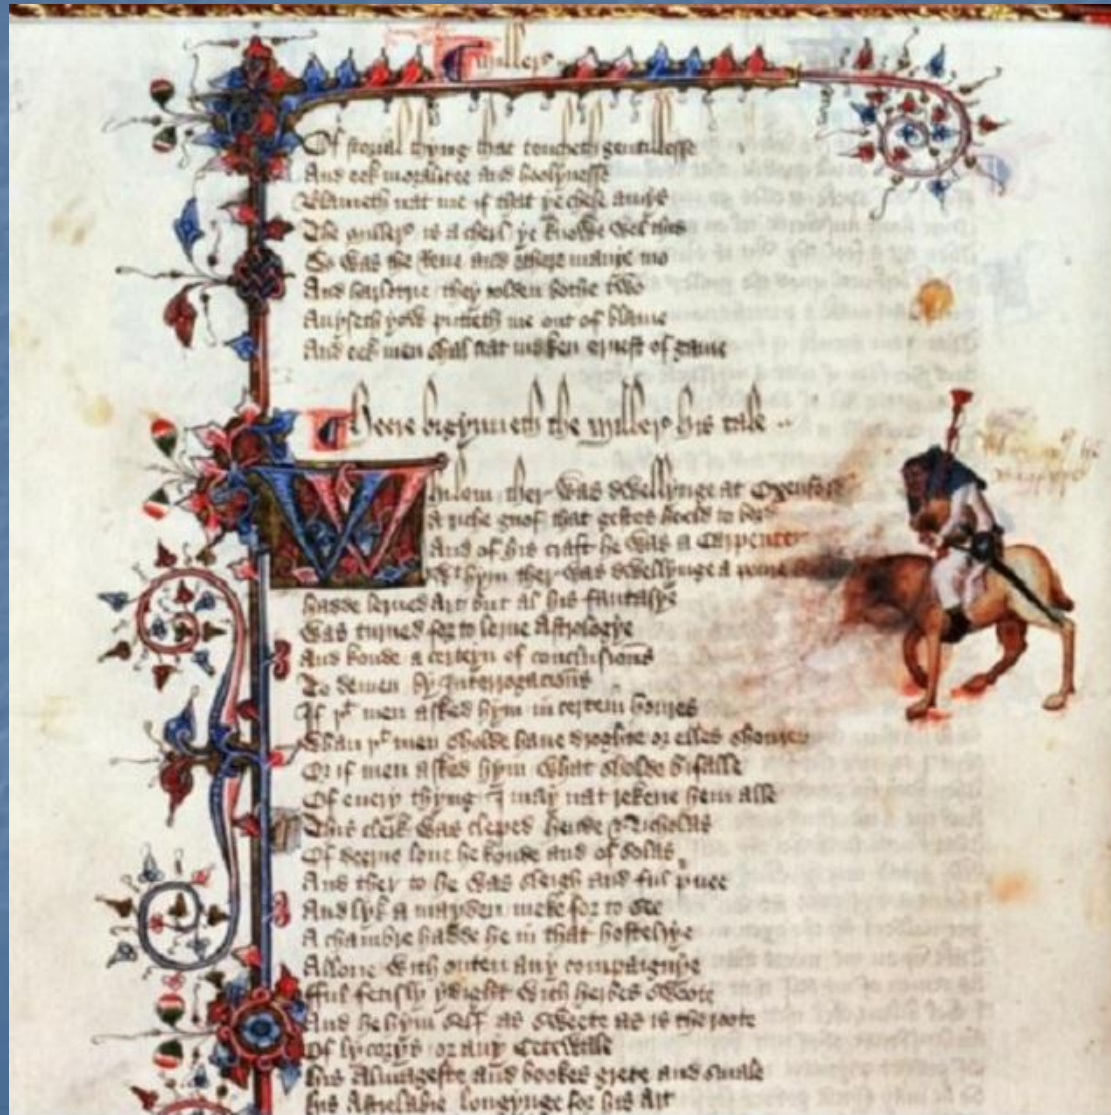 Miller
Of storial thyng that toucheth gentillesse
And eek moralitee and hoolynesse
Blameth nat me if that ye chese amys
The Millere is a cherl ye knowe wel this
So was the Reve and othere manye mo
And harlotrie they tolden bothe two
Avyseth yow putteth me out of blame
And eek men shal nat maken ernest of game
Heere bigynneth the Millere his tale
Whilom ther was dwellynge at Oxenford
A riche gnof that gestes heeld to bord
And of his craft he was a Carpenter
With hym ther was dwellynge a poure
hadde lerned Art but al his fantasye
Was turned for to lerne Astrologye
And koude a certeyn of conclusions
To demen by Interrogacions
If þt men asked hym in certein houres
Whan þt men sholde have droghte or elles shoures
Or if men asked hym what sholde bifalle
Of every thyng I may nat rekene hem alle
This clerk was cleped hende Nicholas
Of deerne love he koude and of solas
And ther to he was sleigh and ful privee
And lyk a mayden meke for to see
A chambre hadde he in that hostelrye
Allone with outen any compaignye
fful fetisly ydight with herbes swoote
And he hym self as sweete as is the roote
Of lycorys or any Cetewale
his Almageste and bookes grete and smale
his Astrelabie longynge for his Art